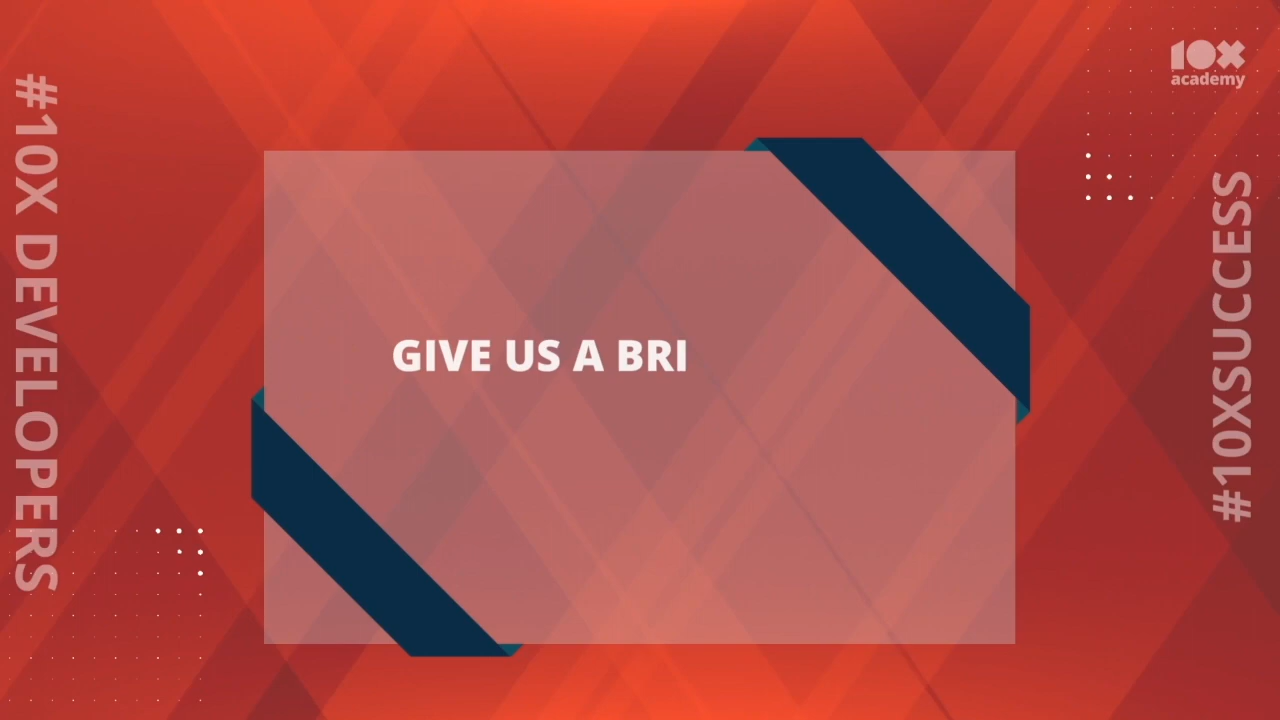 10x
academy
#10X DEVELOPERS
#10XSUCCESS
GIVE US A BRI